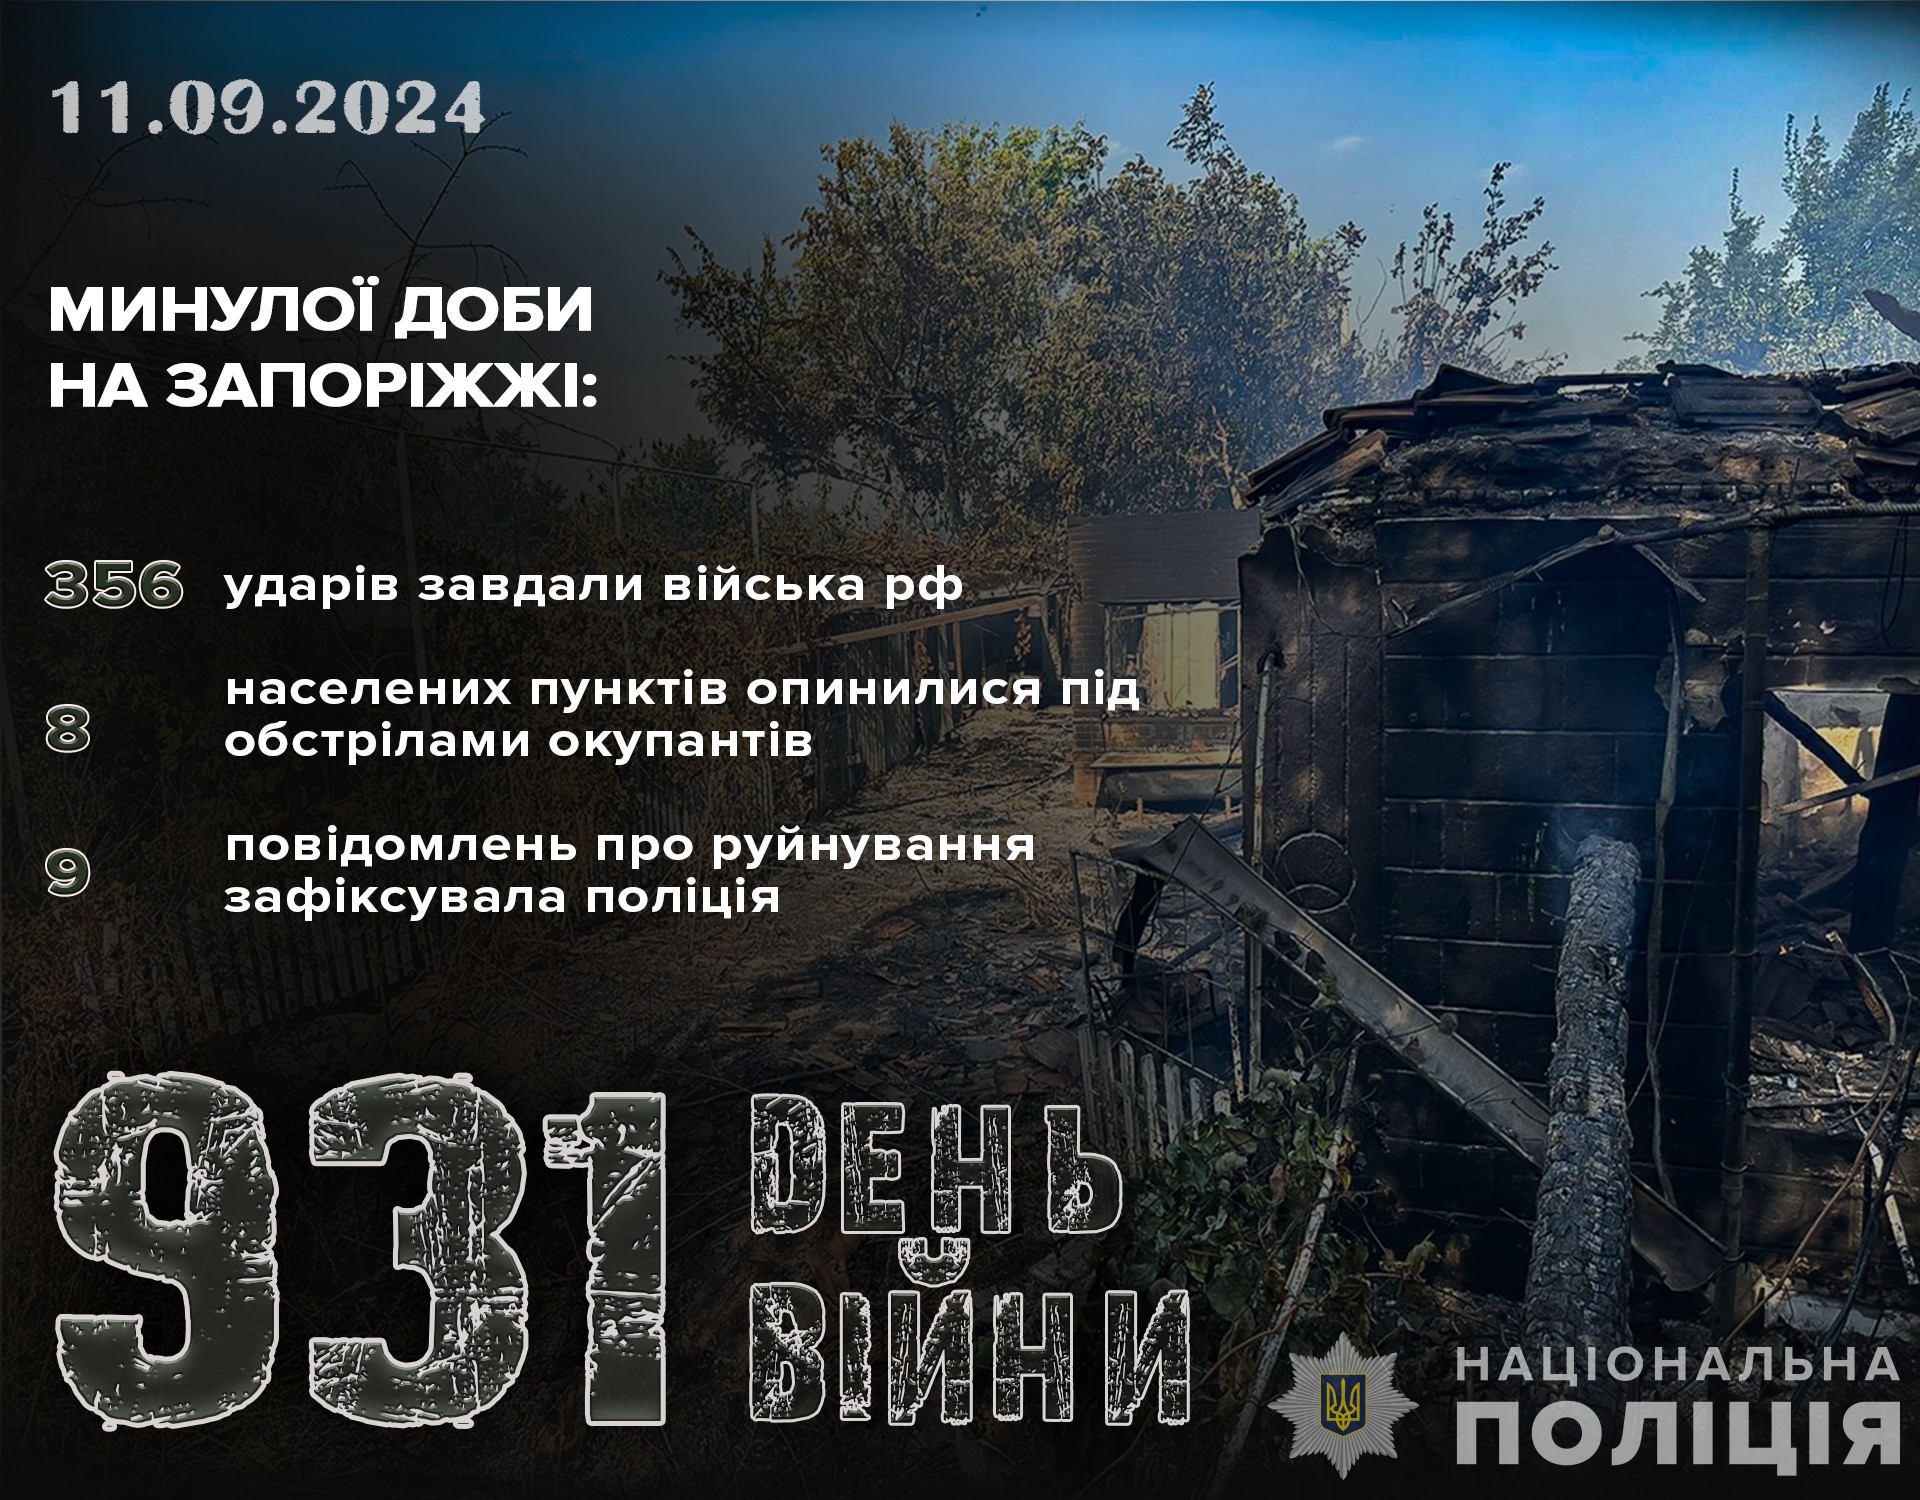 11.09.2024
МИНУЛОЇ ДОБИ
НА ЗАПОРІЖЖІ:
356 ударів завдали війська рф
8 населених пунктів опинилися під
обстрілами окупантів
9 повідомлень про руйнування
зафіксувала поліція
931 ДЕНЬ
ВІЙНИ
НАЦІОНАЛЬНА
ПОЛІЦІЯ